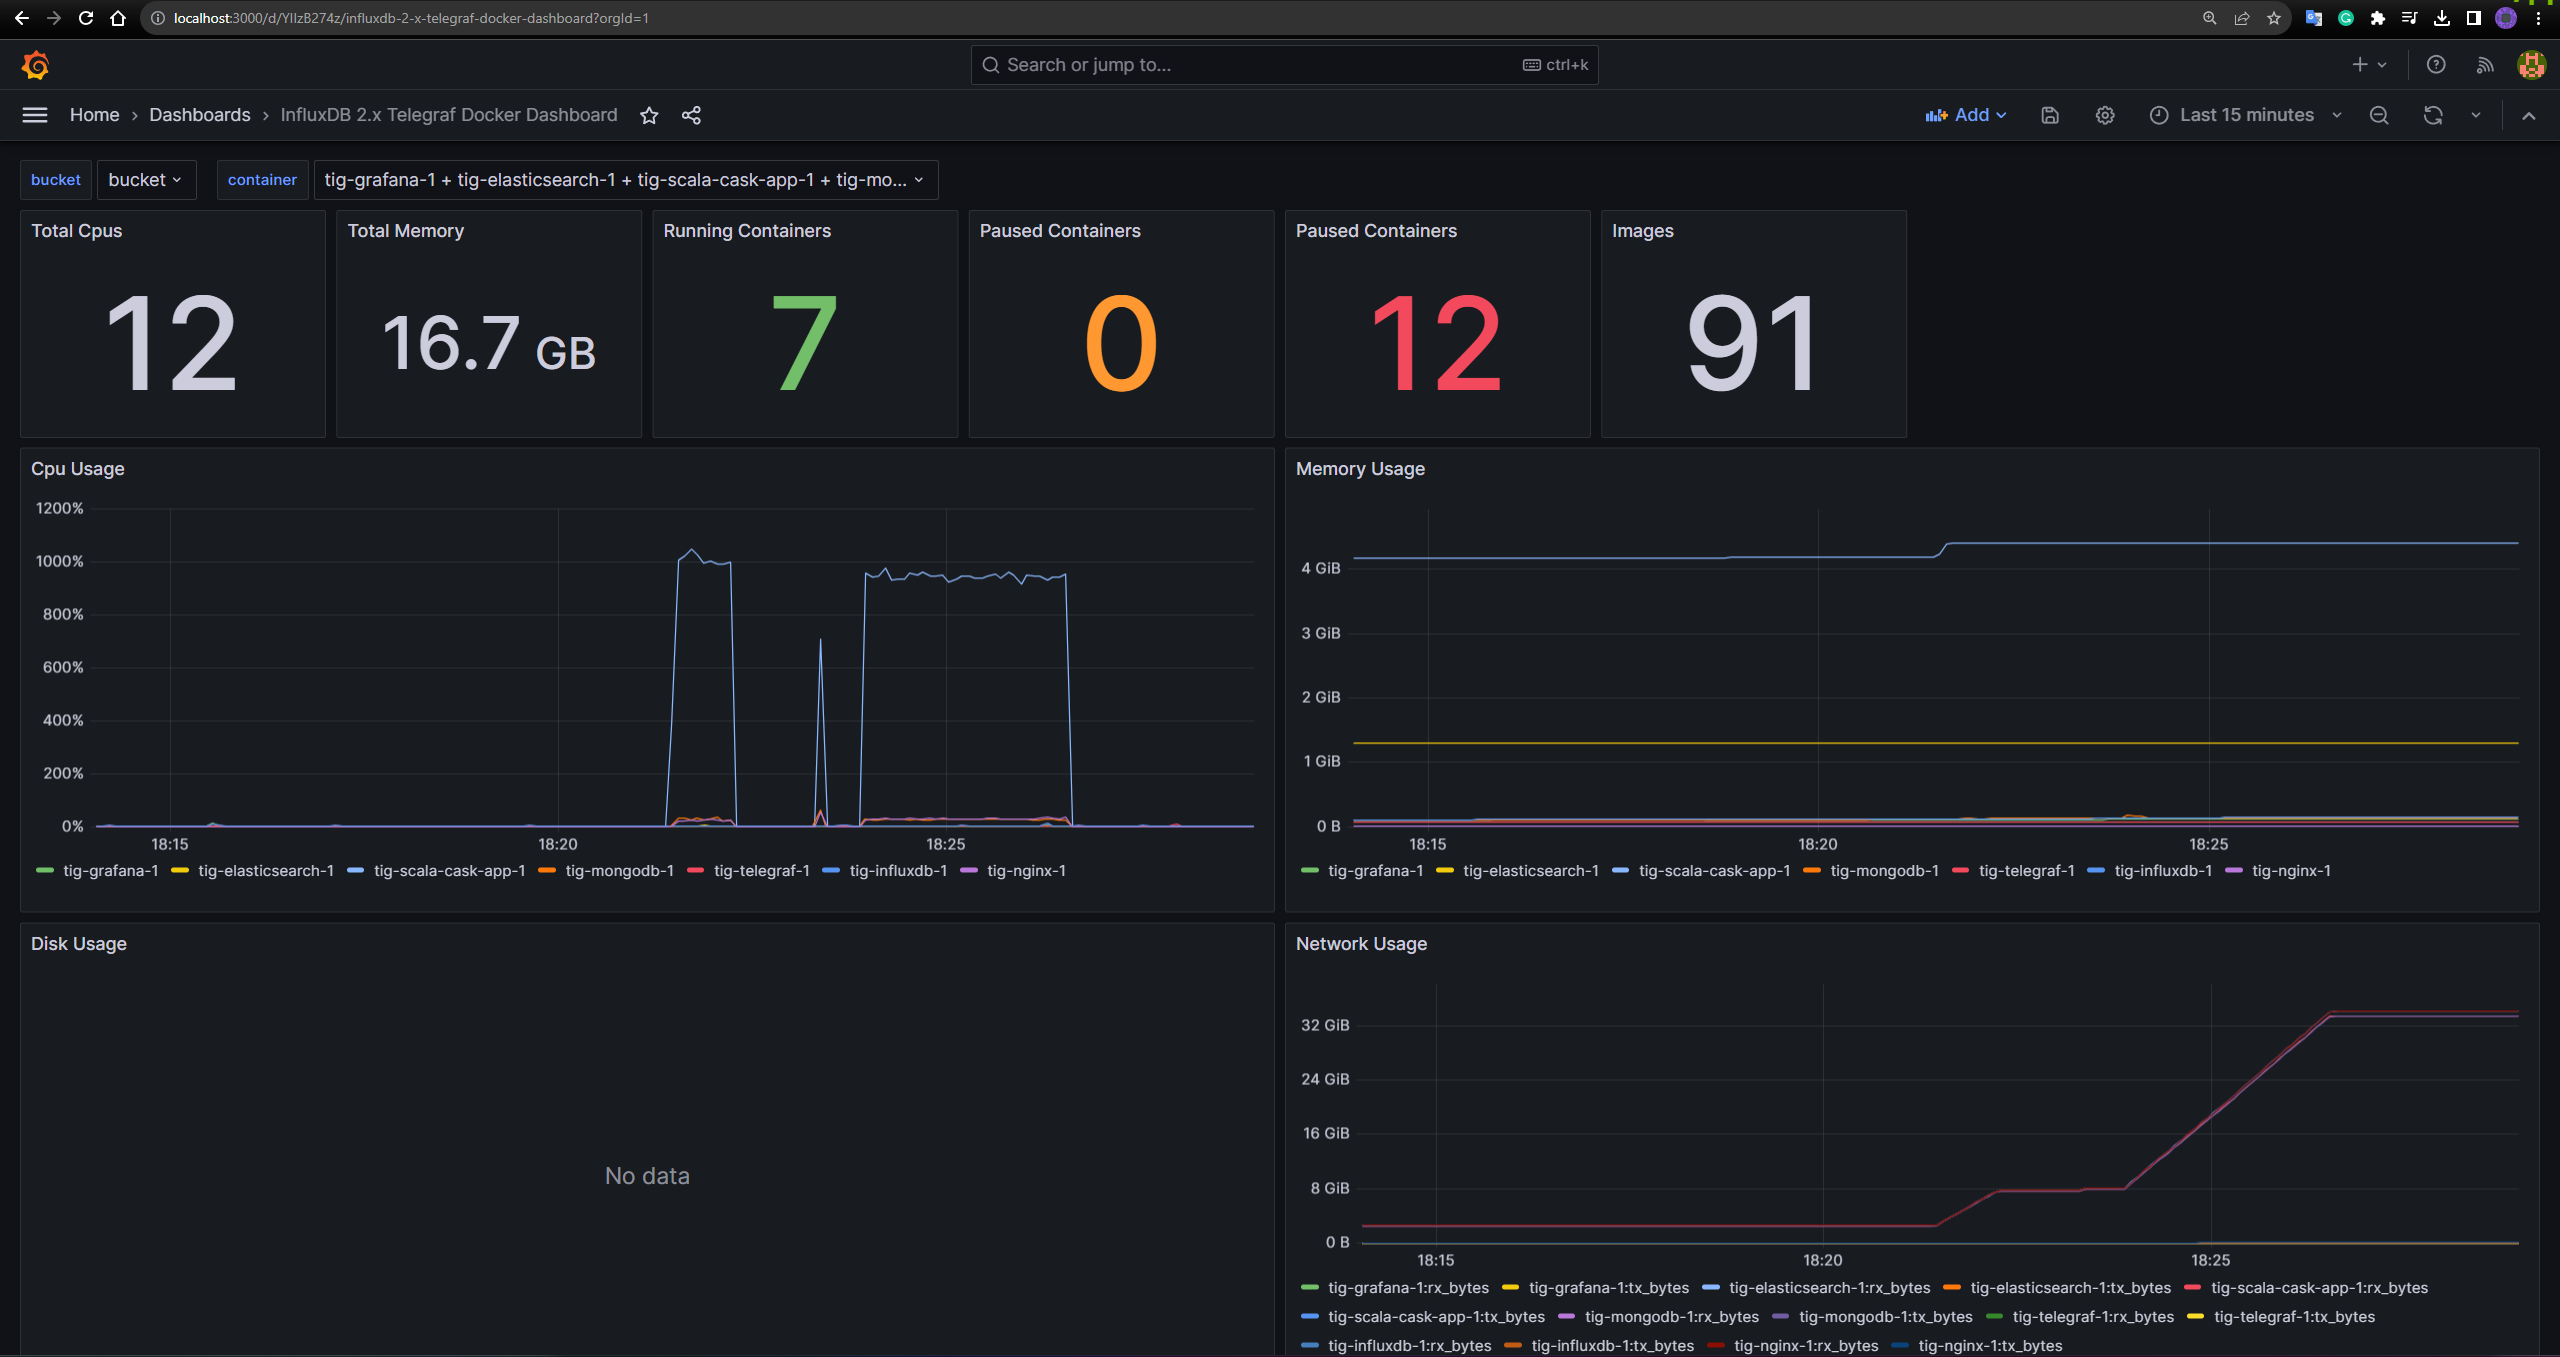 localhost:3000/d/YIIzB274z/influxdb-2-x-telegraf-docker-dashboard?orgId=1
Search or jump to... ctrl+k
Home › Dashboards › InfluxDB 2.x Telegraf Docker Dashboard Add Last 15 minutes
bucket bucket container tig-grafana-1 + tig-elasticsearch-1 + tig-scala-cask-app-1 + tig-mo...
Total Cpus Total Memory Running Containers Paused Containers Paused Containers Images
12 16.7 GB 7 0 12 91
Cpu Usage
1200%
1000%
800%
600%
400%
200%
0%
18:15 18:20 18:25
tig-grafana-1 tig-elasticsearch-1 tig-scala-cask-app-1 tig-mongodb-1 tig-telegraf-1 tig-influxdb-1 tig-nginx-1
Memory Usage
4 GiB
3 GiB
2 GiB
1 GiB
0 B
18:15 18:20 18:25
tig-grafana-1 tig-elasticsearch-1 tig-scala-cask-app-1 tig-mongodb-1 tig-telegraf-1 tig-influxdb-1 tig-nginx-1
Disk Usage
No data
Network Usage
32 GiB
24 GiB
16 GiB
8 GiB
0 B
18:15 18:20 18:25
tig-grafana-1:rx_bytes tig-grafana-1:tx_bytes tig-elasticsearch-1:rx_bytes tig-elasticsearch-1:tx_bytes tig-scala-cask-app-1:rx_bytes
tig-scala-cask-app-1:tx_bytes tig-mongodb-1:rx_bytes tig-mongodb-1:tx_bytes tig-telegraf-1:rx_bytes tig-telegraf-1:tx_bytes
tig-influxdb-1:rx_bytes tig-influxdb-1:tx_bytes tig-nginx-1:rx_bytes tig-nginx-1:tx_bytes